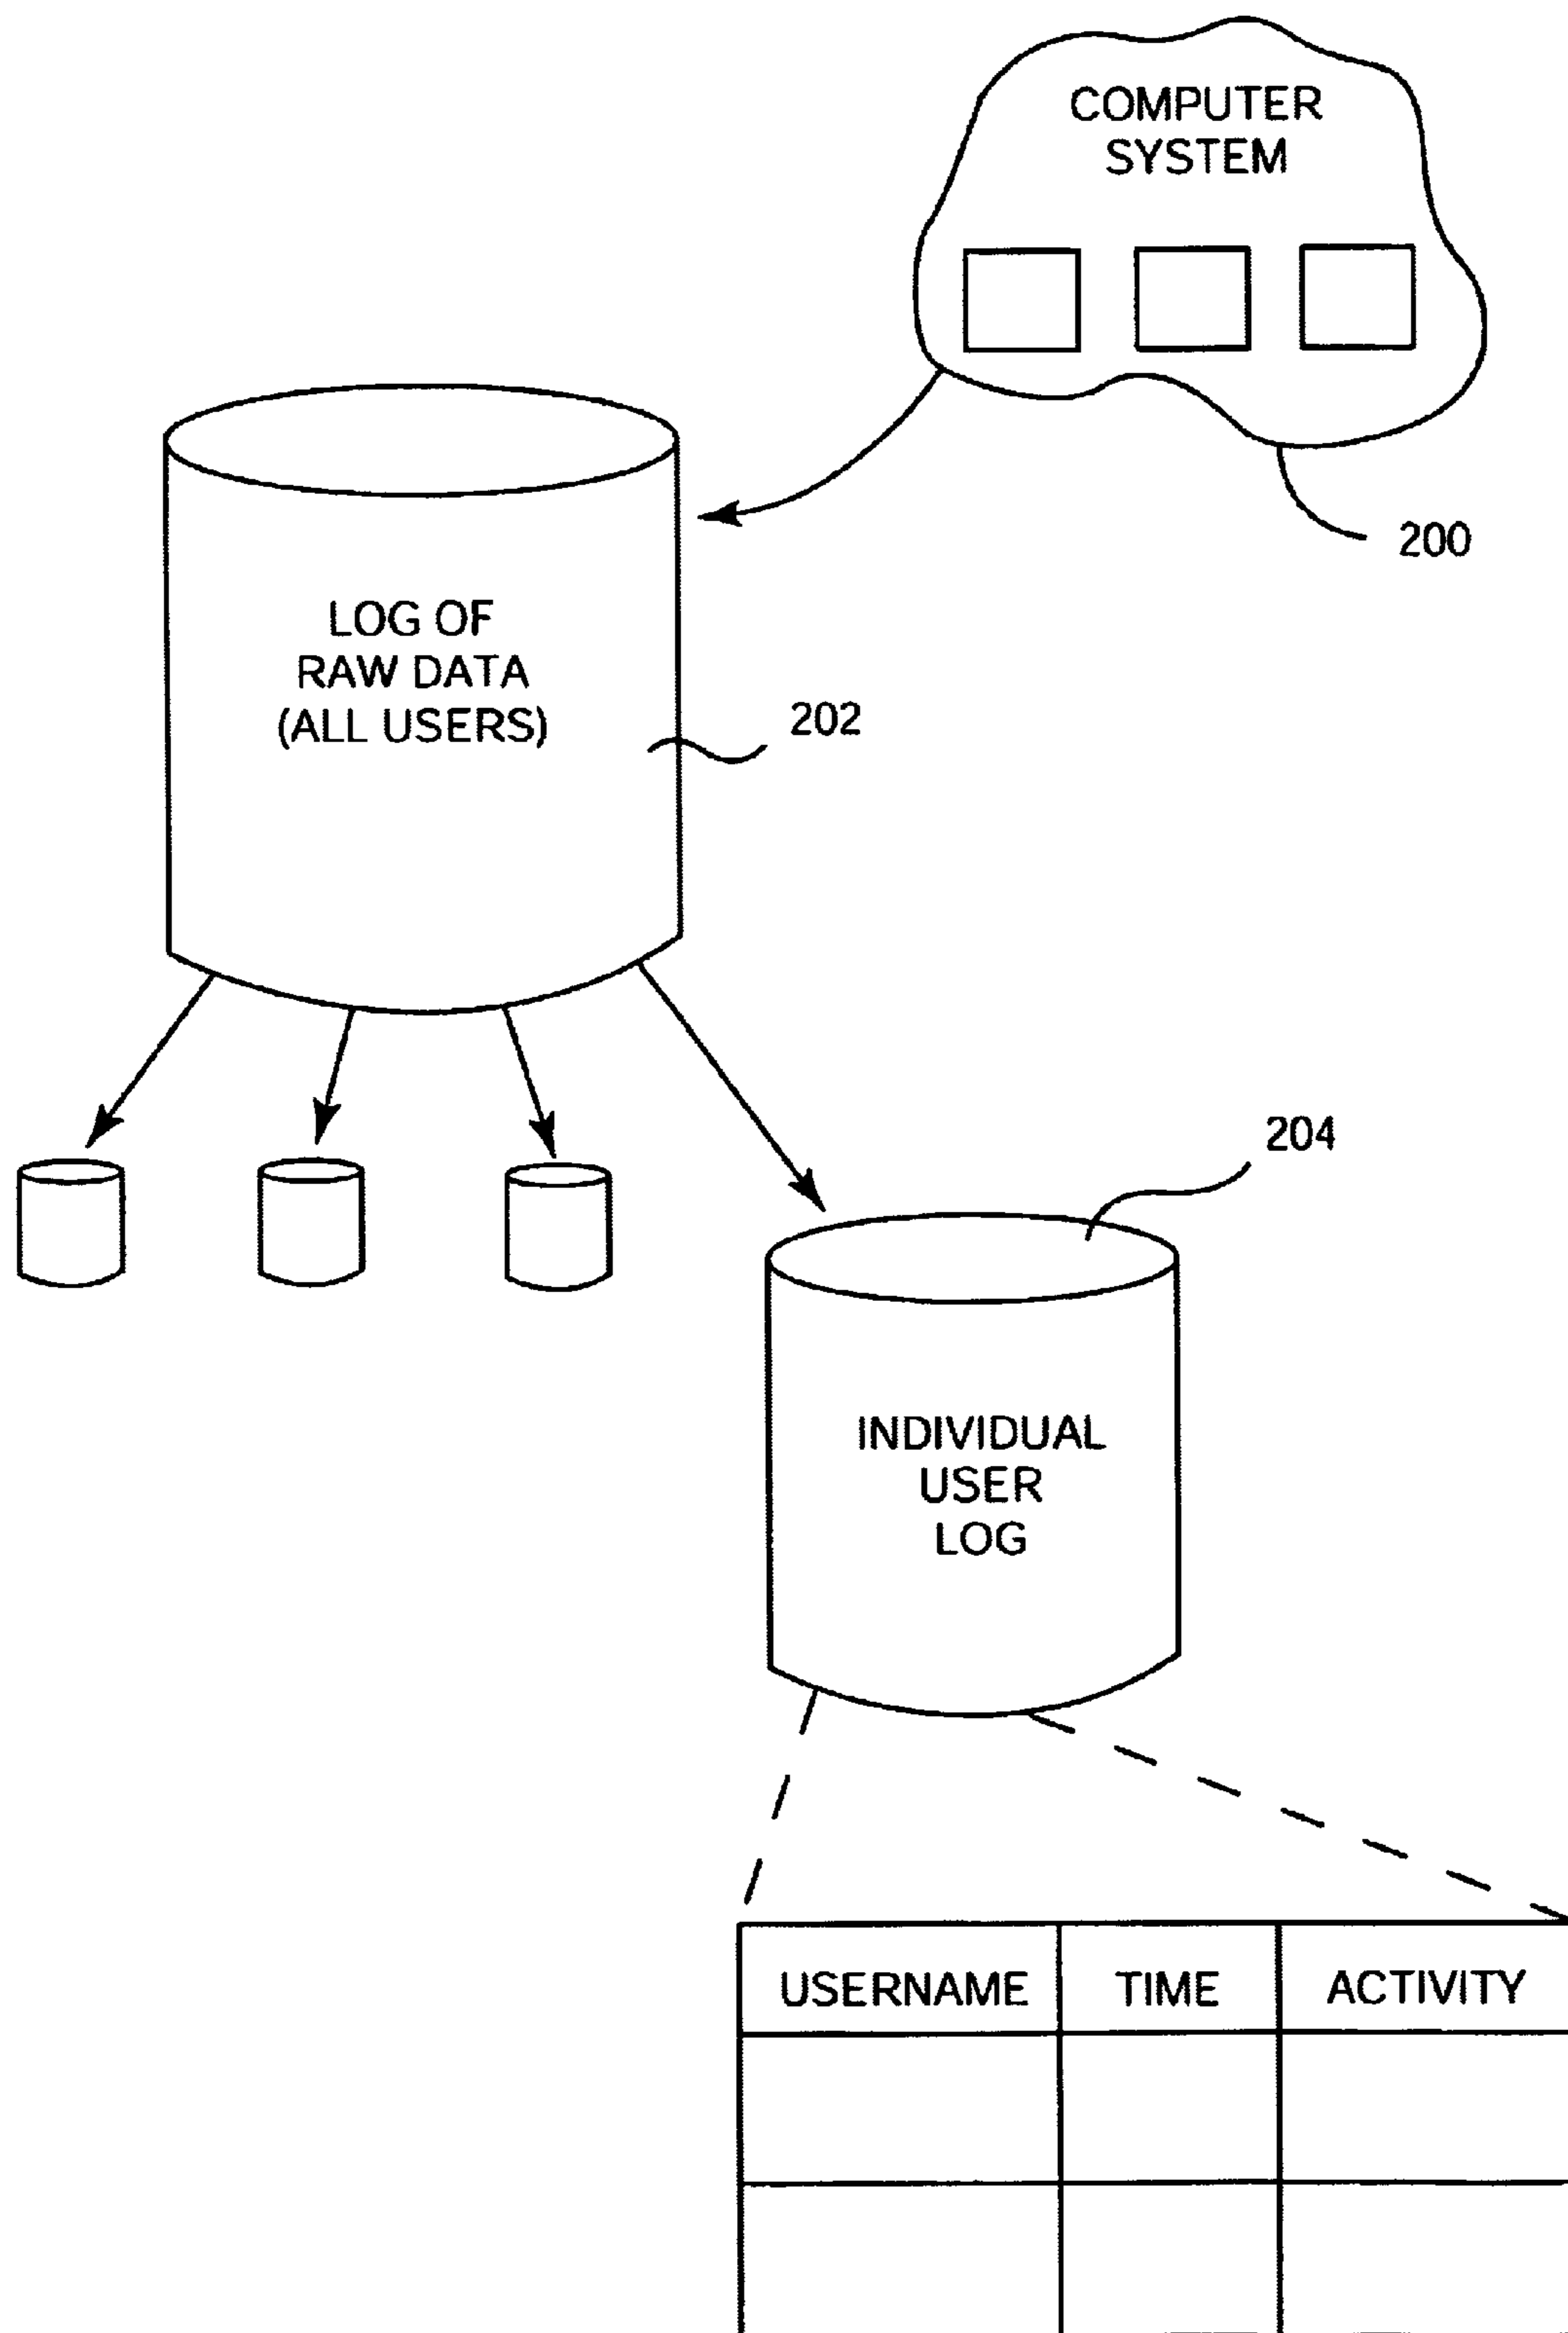 COMPUTER
SYSTEM
200
LOG OF
RAW DATA
(ALL USERS)
202
204
INDIVIDUAL
USER
LOG
USERNAME TIME ACTIVITY